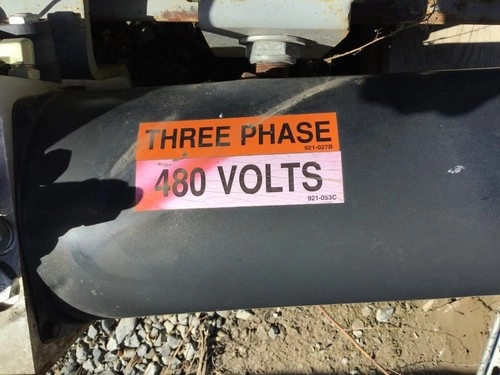 THREE PHASE
921-027B
480 VOLTS
921-053C